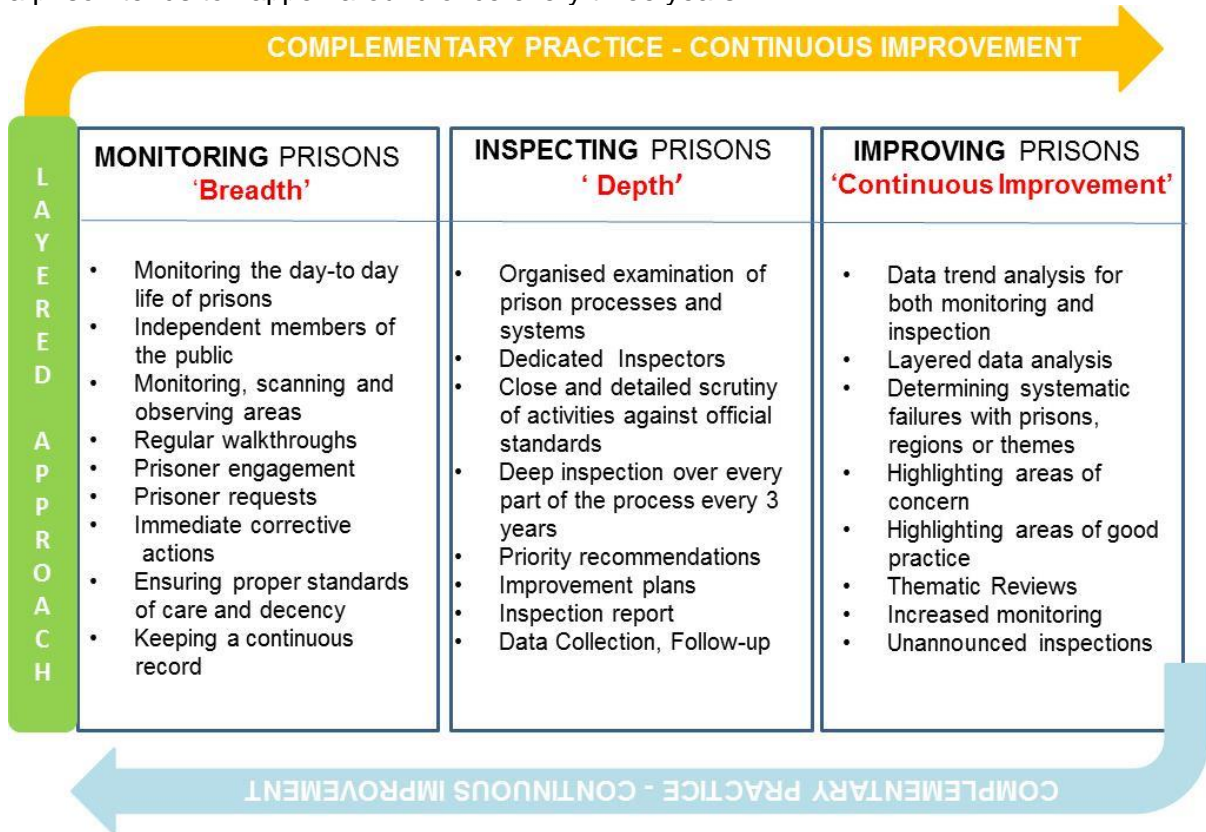 COMPLEMENTARY PRACTICE - CONTINUOUS IMPROVEMENT
LAYERED APPROACH
MONITORING PRISONS
'Breadth'
• Monitoring the day-to day
life of prisons
• Independent members of
the public
• Monitoring, scanning and
observing areas
• Regular walkthroughs
• Prisoner engagement
• Prisoner requests
• Immediate corrective
actions
• Ensuring proper standards
of care and decency
• Keeping a continuous
record
INSPECTING PRISONS
' Depth'
• Organised examination of
prison processes and
systems
• Dedicated Inspectors
• Close and detailed scrutiny
of activities against official
standards
• Deep inspection over every
part of the process every 3
years
• Priority recommendations
• Improvement plans
• Inspection report
• Data Collection, Follow-up
IMPROVING PRISONS
'Continuous Improvement'
• Data trend analysis for
both monitoring and
inspection
• Layered data analysis
• Determining systematic
failures with prisons,
regions or themes
• Highlighting areas of
concern
• Highlighting areas of good
practice
• Thematic Reviews
• Increased monitoring
• Unannounced inspections
COMPLEMENTARY PRACTICE - CONTINUOUS IMPROVEMENT